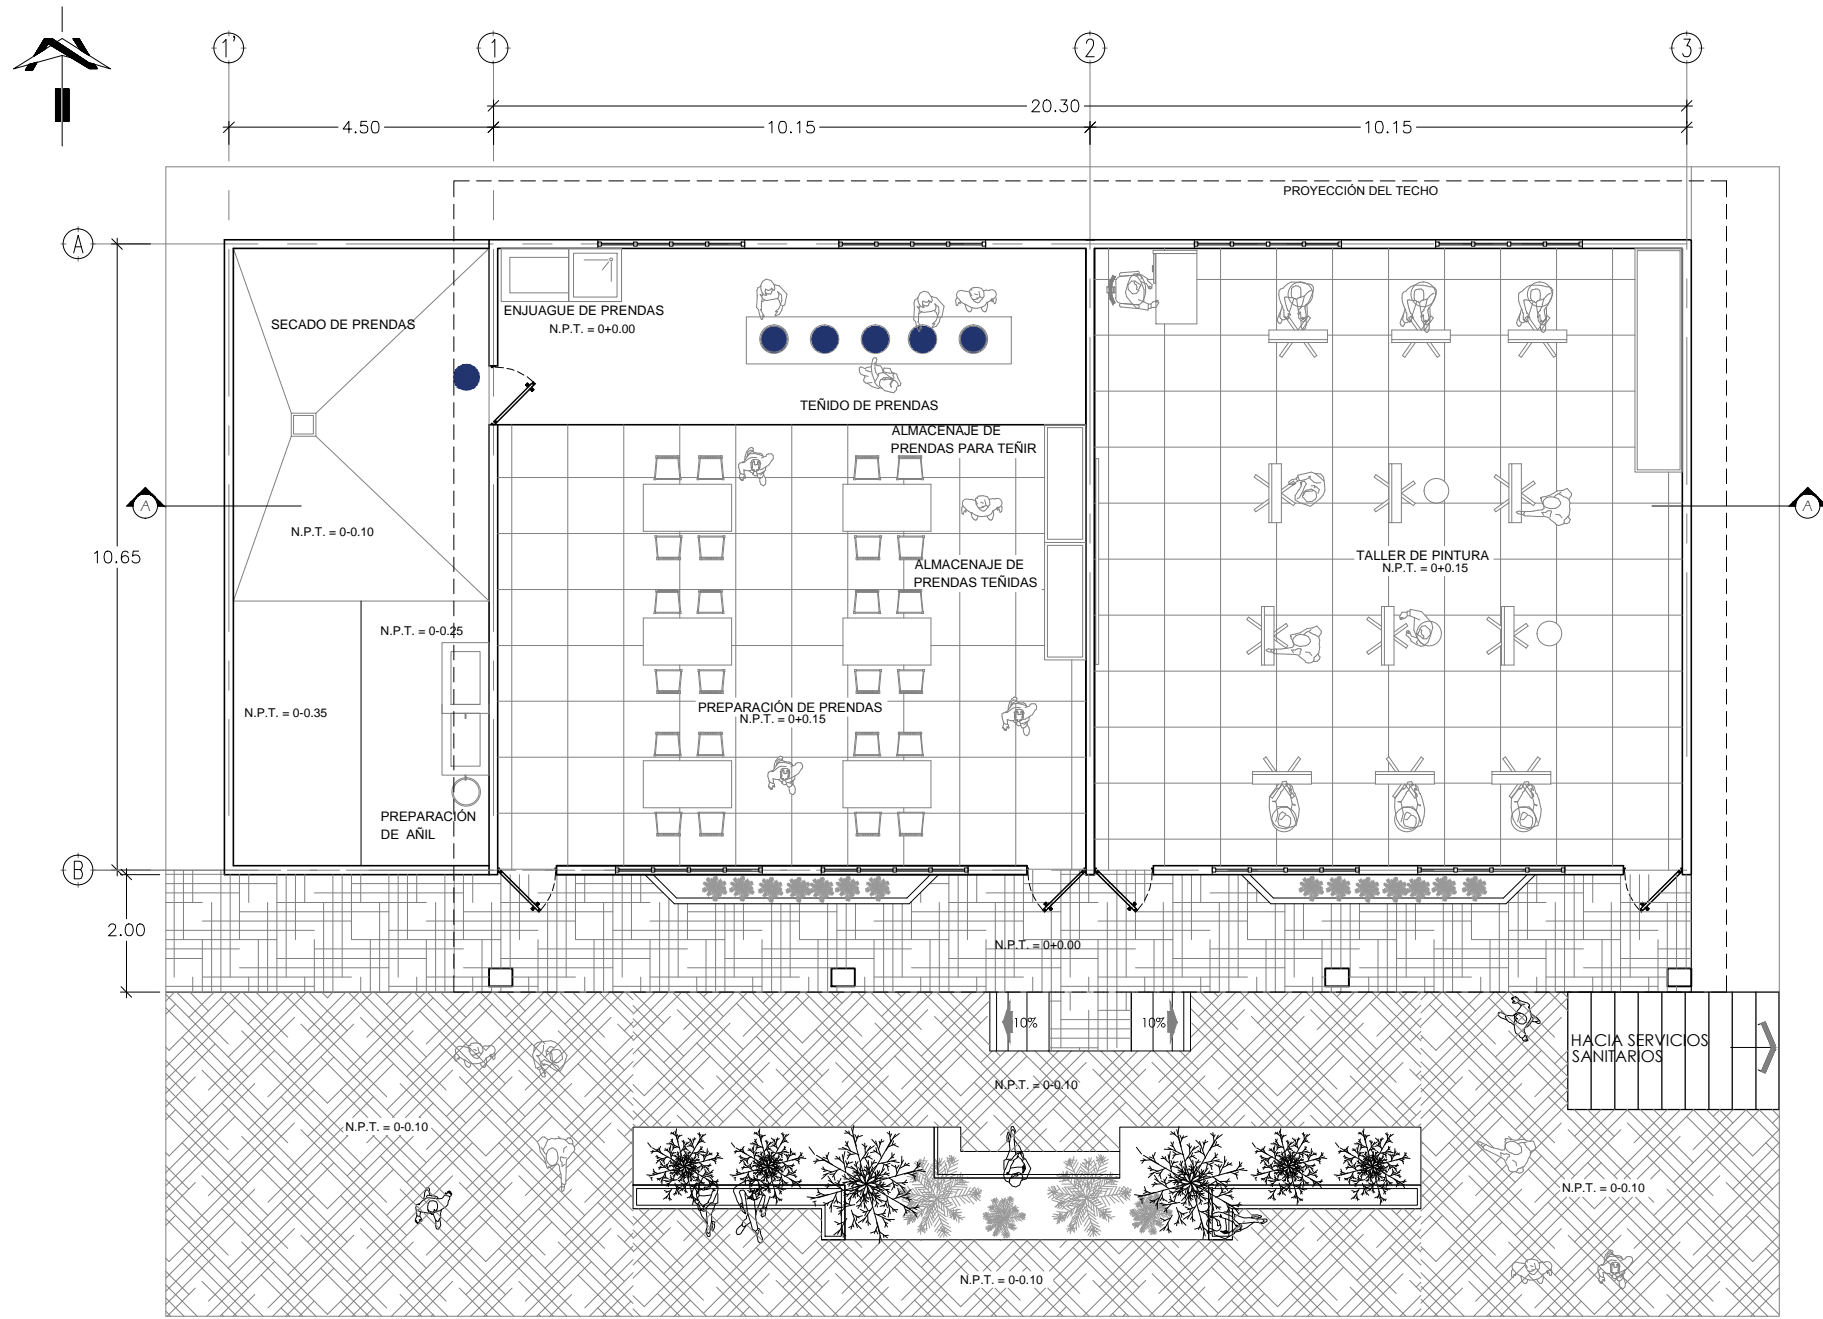 1'
1
2
3
20.30
4.50
10.15
10.15
PROYECCIÓN DEL TECHO
A
ENJUAGUE DE PRENDAS
N.P.T. = 0+0.00
SECADO DE PRENDAS
TEÑIDO DE PRENDAS
ALMACENAJE DE
PRENDAS PARA TEÑIR
A
A
N.P.T. = 0-0.10
10.65
TALLER DE PINTURA
N.P.T. = 0+0.15
ALMACENAJE DE
PRENDAS TEÑIDAS
N.P.T. = 0-0.25
N.P.T. = 0-0.35
PREPARACIÓN DE PRENDAS
N.P.T. = 0+0.15
PREPARACIÓN
DE AÑIL
B
2.00
N.P.T. = 0+0.00
10%
10%
HACIA SERVICIOS
SANITARIOS
N.P.T. = 0-0.10
N.P.T. = 0-0.10
N.P.T. = 0-0.10
N.P.T. = 0-0.10